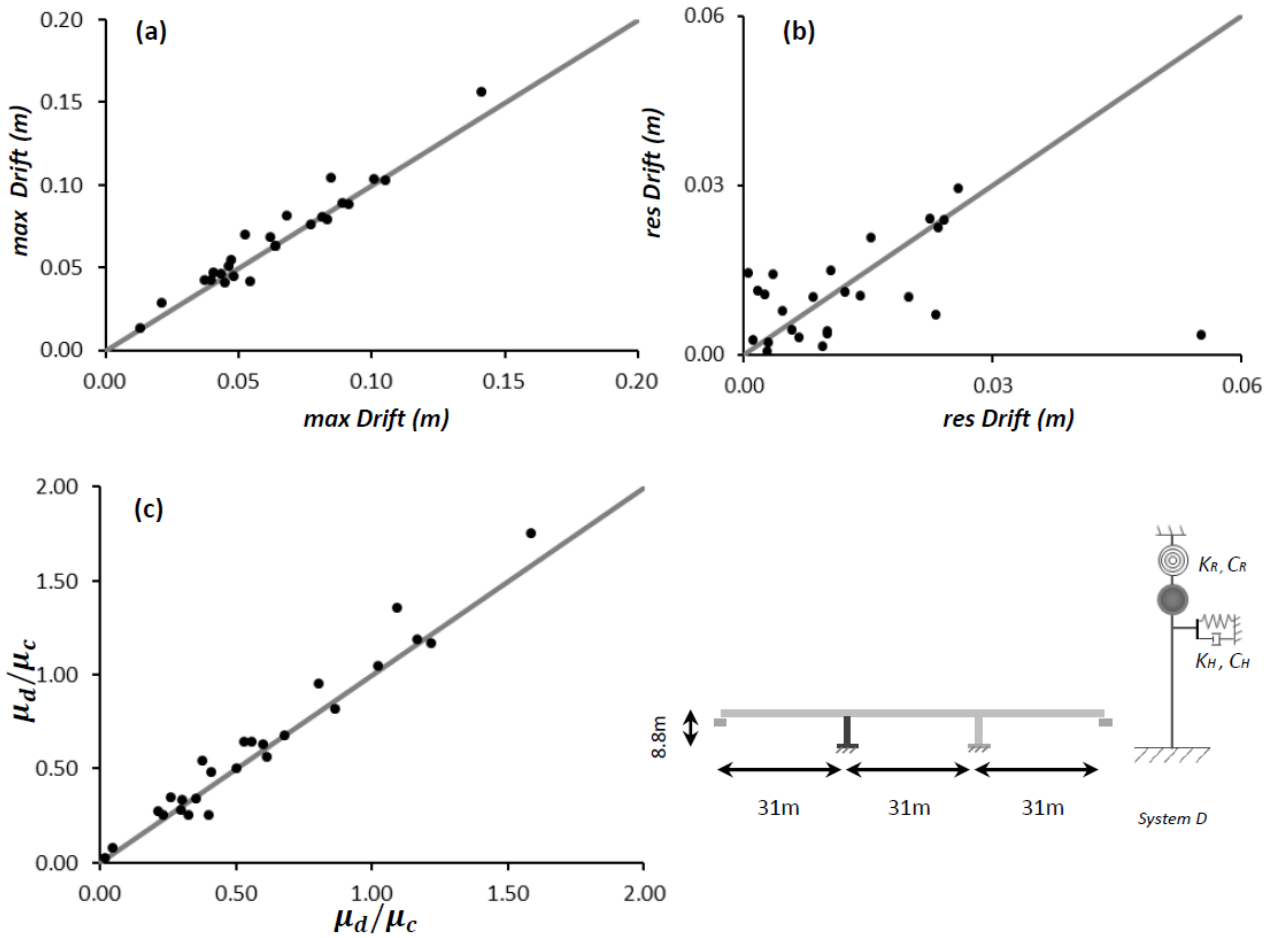 (a)
max Drift (m)
0.20
0.15
0.10
0.05
0.00
0.00 0.05 0.10 0.15 0.20
max Drift (m)
(b)
res Drift (m)
0.06
0.03
0.00
0.00 0.03 0.06
res Drift (m)
(c)
μd/μc
2.00
1.50
1.00
0.50
0.00
0.00 0.50 1.00 1.50 2.00
μd/μc
8.8m
31m 31m 31m
KR, CR
KH, CH
System D